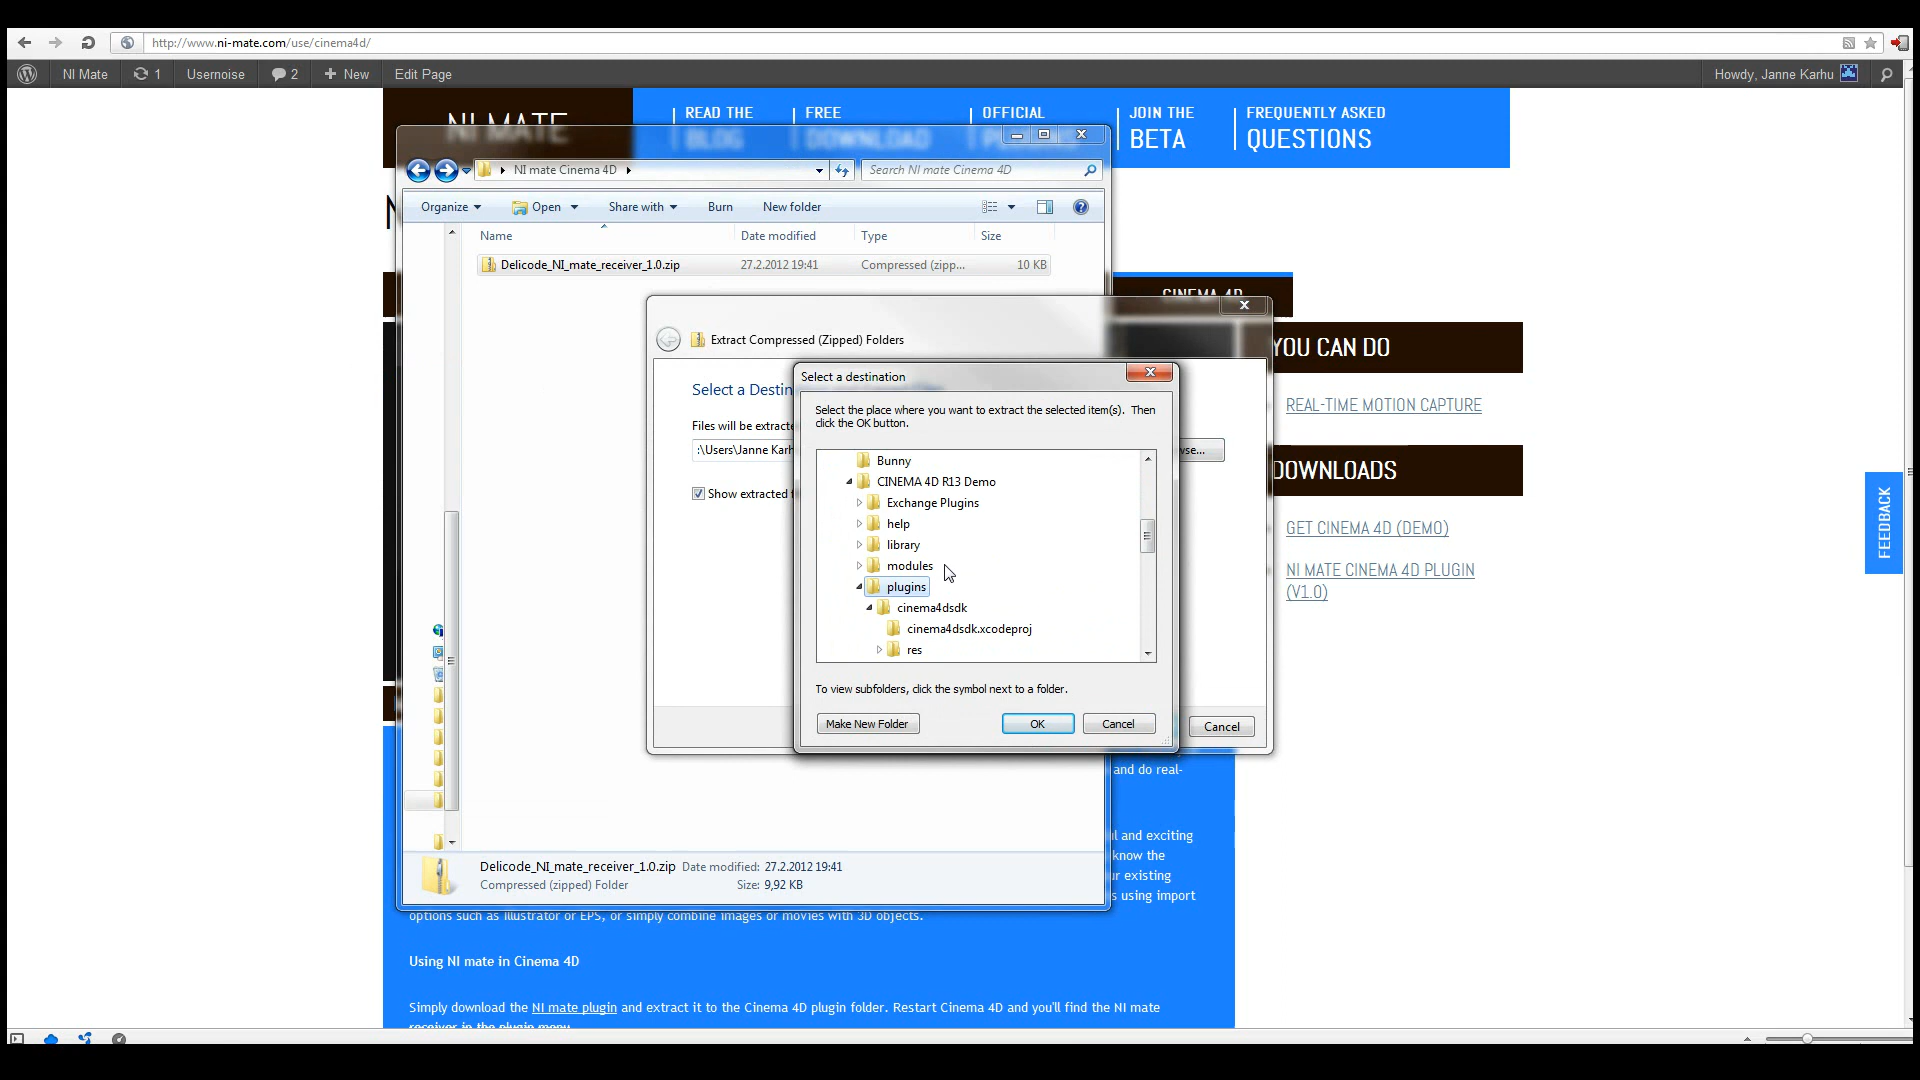 http://www.ni-mate.com/use/cinema4d/
NI Mate 1 Usernoise 2 New Edit Page Howdy, Janne Karhu
NI MATE
READ THE BLOG
FREE DOWNLOAD
OFFICIAL
JOIN THE BETA
FREQUENTLY ASKED QUESTIONS
NI mate Cinema 4D
Search NI mate Cinema 4D
Organize Open Share with Burn New folder
Name Date modified Type Size
Delicode_NI_mate_receiver_1.0.zip 27.2.2012 19:41 Compressed (zipp... 10 KB
CINEMA 4D
Extract Compressed (Zipped) Folders
Select a Destin
Files will be extracte
:\Users\Janne Karh
Show extracted
Select a destination
Select the place where you want to extract the selected item(s). Then
click the OK button.
Bunny
CINEMA 4D R13 Demo
Exchange Plugins
help
library
modules
plugins
cinema4dsdk
cinema4dsdk.xcodeproj
res
To view subfolders, click the symbol next to a folder.
Make New Folder OK Cancel
Cancel
YOU CAN DO
REAL-TIME MOTION CAPTURE
DOWNLOADS
GET CINEMA 4D (DEMO)
NI MATE CINEMA 4D PLUGIN
(V1.0)
FEEDBACK
and do real-
and exciting
know the
existing
using import
Delicode_NI_mate_receiver_1.0.zip Date modified: 27.2.2012 19:41
Compressed (zipped) Folder Size: 9,92 KB
options such as Illustrator or EPS, or simply combine images or movies with 3D objects.
Using NI mate in Cinema 4D
Simply download the NI mate plugin and extract it to the Cinema 4D plugin folder. Restart Cinema 4D and you'll find the NI mate
receiver in the plugin menu.